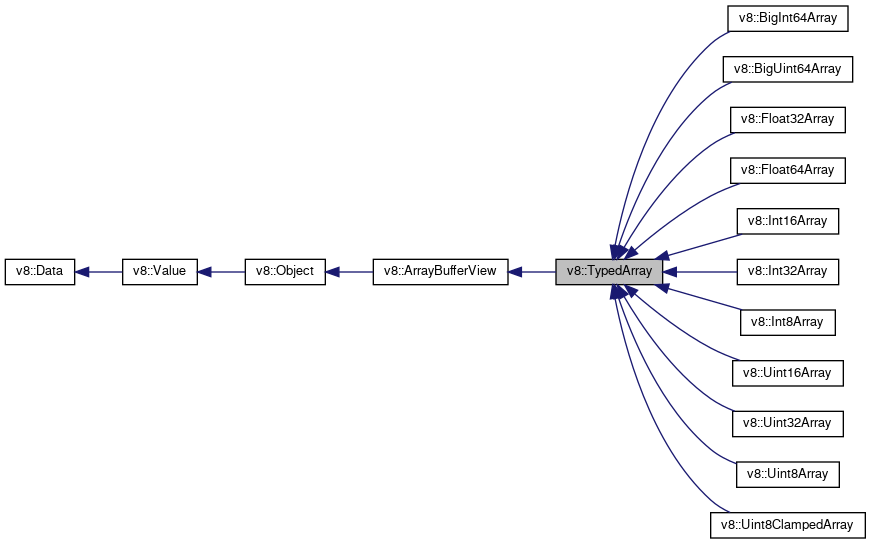 v8::Data
v8::Value
v8::Object
v8::ArrayBufferView
v8::TypedArray
v8::BigInt64Array
v8::BigUint64Array
v8::Float32Array
v8::Float64Array
v8::Int16Array
v8::Int32Array
v8::Int8Array
v8::Uint16Array
v8::Uint32Array
v8::Uint8Array
v8::Uint8ClampedArray